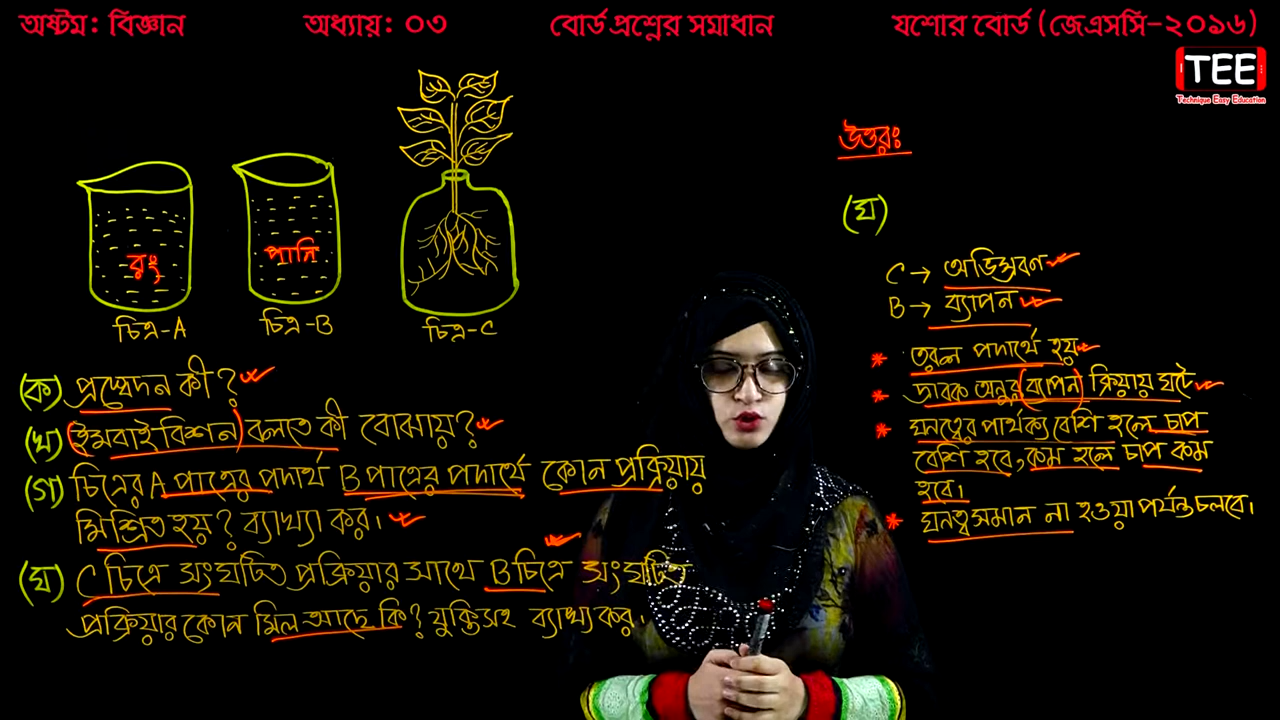 অষ্টম: বিজ্ঞান
অধ্যায়: ০৩
বোর্ড প্রশ্নের সমাধান
যশোর বোর্ড (জেএসসি-২০১৬)
TEE
Technique Easy Education
রং
পানি
চিত্র-A
চিত্র-B
চিত্র-C
(ক) প্রস্বেদন কী?
(খ) (ইমবাইবিশন) বলতে কী বোঝায়?
(গ) চিত্রের A পাত্রের পদার্থ B পাত্রের পদার্থে কোন প্রক্রিয়ায়
মিশ্রিত হয়? ব্যাখ্যা কর।
(ঘ) C চিত্রে সংঘটিত প্রক্রিয়ার সাথে B চিত্রে সংঘটিত
প্রক্রিয়ার কোন মিল আছে কি? যুক্তিসহ ব্যাখ্যা কর।
উত্তরঃ
(ঘ)
C → অভিস্রবণ
B → ব্যাপন
* তরল পদার্থে হয়
* দ্রাবক অনুর (ব্যাপন) ক্রিয়ায় ঘটে
* ঘনত্বের পার্থক্য বেশি হলে চাপ
বেশি হবে, কম হলে চাপ কম
হবে।
* ঘনত্ব সমান না হওয়া পর্যন্ত চলবে।